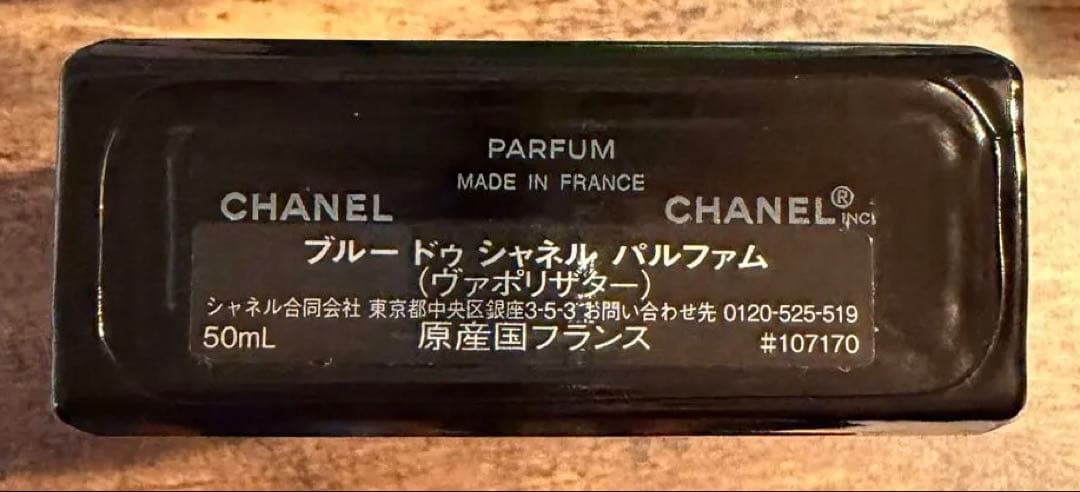 PARFUM
MADE IN FRANCE
CHANEL CHANEL® INC
ブルー ドゥ シャネル パルファム
(ヴァポリザター)
シャネル合同会社 東京都中央区銀座3-5-3 お問い合わせ先 0120-525-519
50mL 原産国フランス #107170